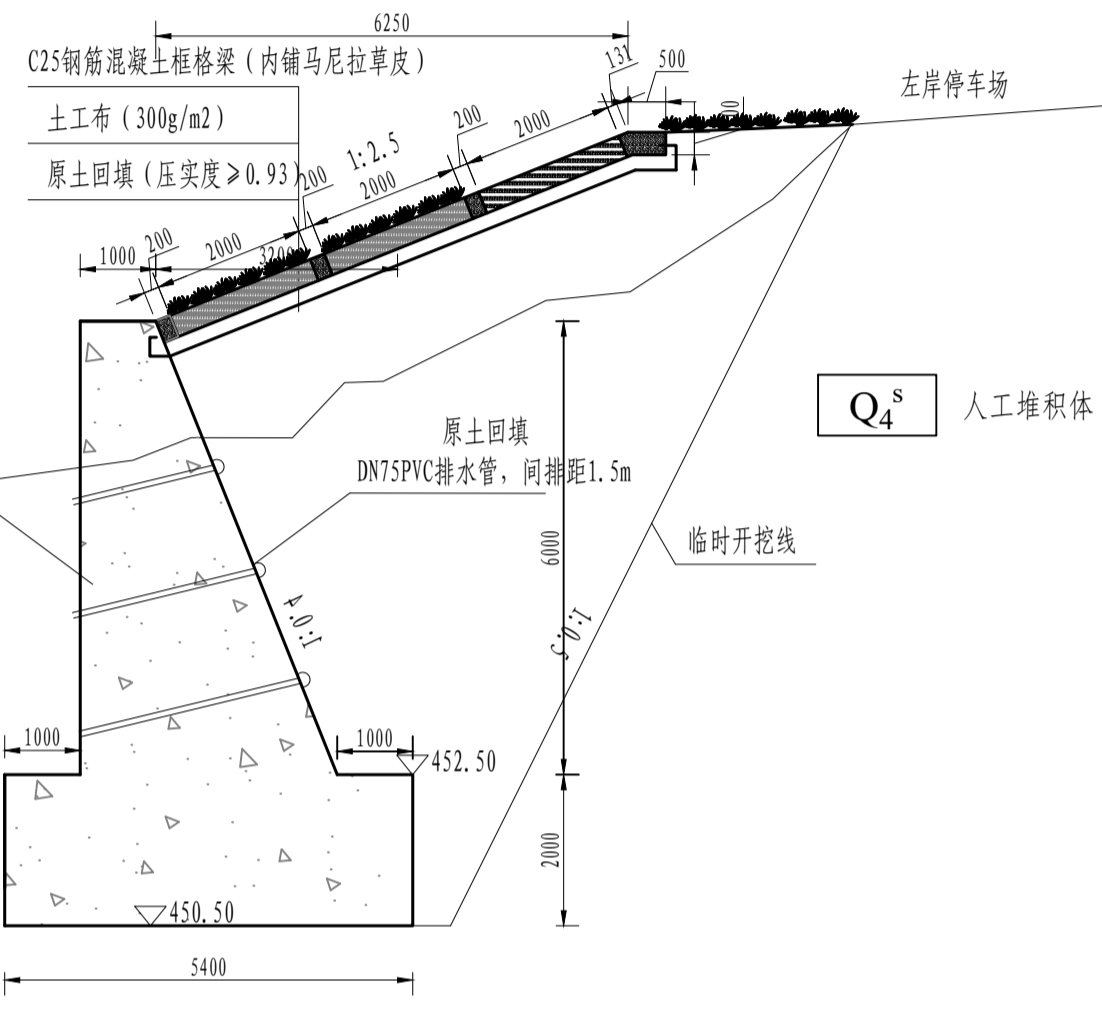 6250
C25钢筋混凝土框格梁（内铺马尼拉草皮）
131
500
左岸停车场
土工布（300g/m2）
200
2000
1:2.5
原土回填（压实度≥0.93）
200
2000
200
2000
1000
3200
Q4s
人工堆积体
原土回填
DN75PVC排水管，间排距1.5m
6000
临时开挖线
1:0.4
1:0.5
1000
1000
452.50
2000
450.50
5400